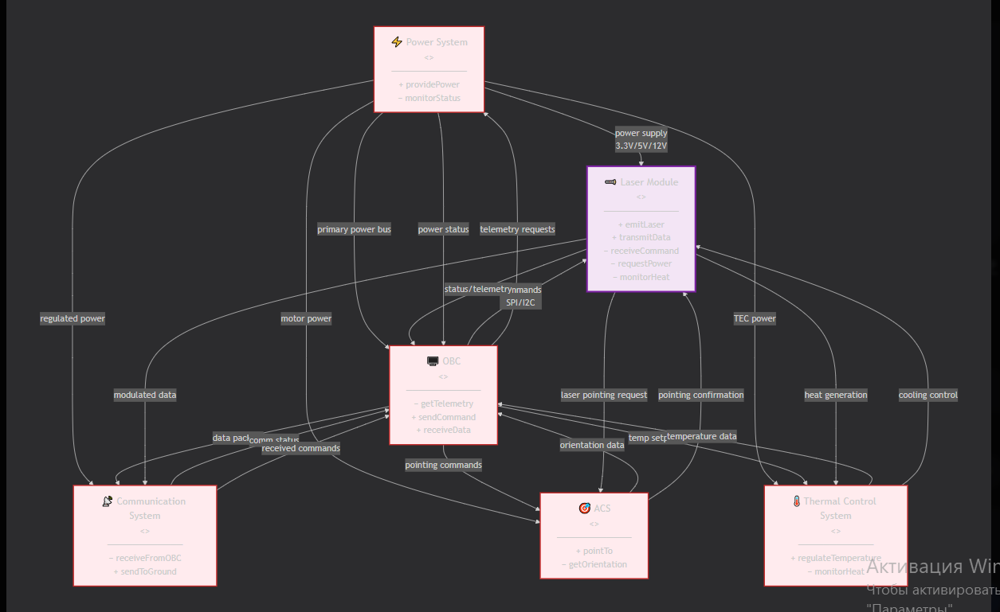 Power System
<>
+ providePower
− monitorStatus
power supply
3.3V/5V/12V
Laser Module
<>
+ emitLaser
+ transmitData
− receiveCommand
− requestPower
− monitorHeat
primary power bus
power status
telemetry requests
status/telemetry
SPI/I2C
regulated power
motor power
TEC power
OBC
<>
− getTelemetry
+ sendCommand
+ receiveData
modulated data
laser pointing request
pointing confirmation
heat generation
cooling control
data
comm status
received commands
orientation data
temp
temperature data
pointing commands
Communication
System
<>
− receiveFromOBC
+ sendToGround
ACS
<>
+ pointTo
− getOrientation
Thermal Control
System
<>
+ regulateTemperature
− monitorHeat
Активация Win
Чтобы активировать
"Параметры"